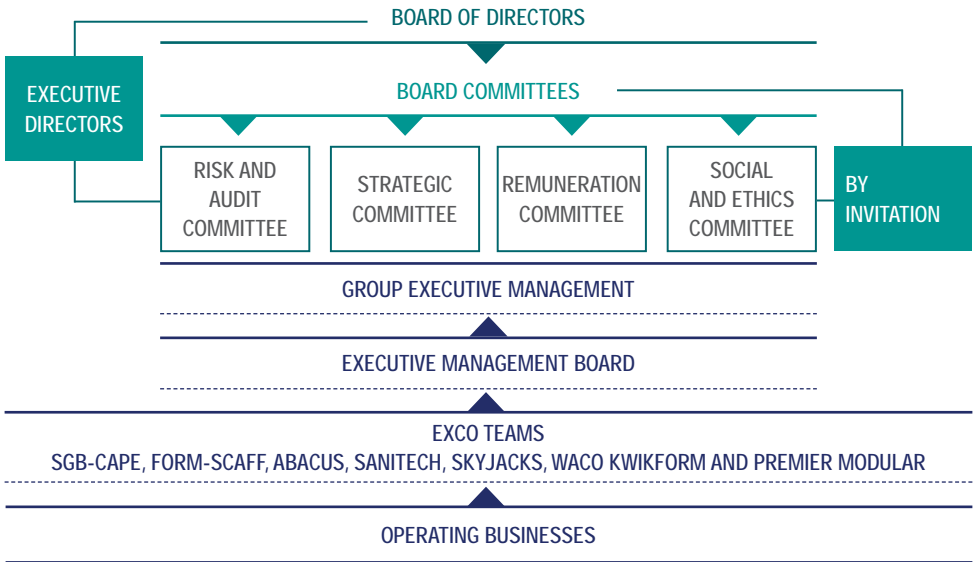 BOARD OF DIRECTORS
EXECUTIVE
DIRECTORS
BOARD COMMITTEES
RISK AND
AUDIT
COMMITTEE
STRATEGIC
COMMITTEE
REMUNERATION
COMMITTEE
SOCIAL
AND ETHICS
COMMITTEE
BY
INVITATION
GROUP EXECUTIVE MANAGEMENT
EXECUTIVE MANAGEMENT BOARD
EXCO TEAMS
SGB-CAPE, FORM-SCAFF, ABACUS, SANITECH, SKYJACKS, WACO KWIKFORM AND PREMIER MODULAR
OPERATING BUSINESSES